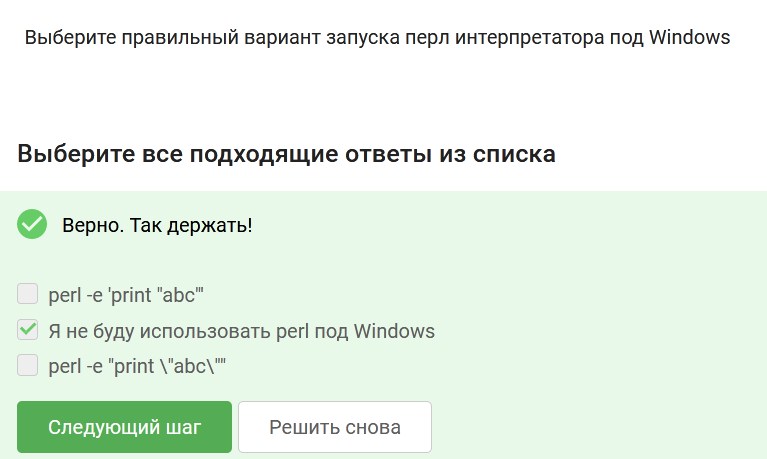 Выберите правильный вариант запуска перл интерпретатора под Windows
Выберите все подходящие ответы из списка
Верно. Так держать!
perl -e 'print "abc"'
Я не буду использовать perl под Windows
perl -e "print \"abc\""
Следующий шаг
Решить снова